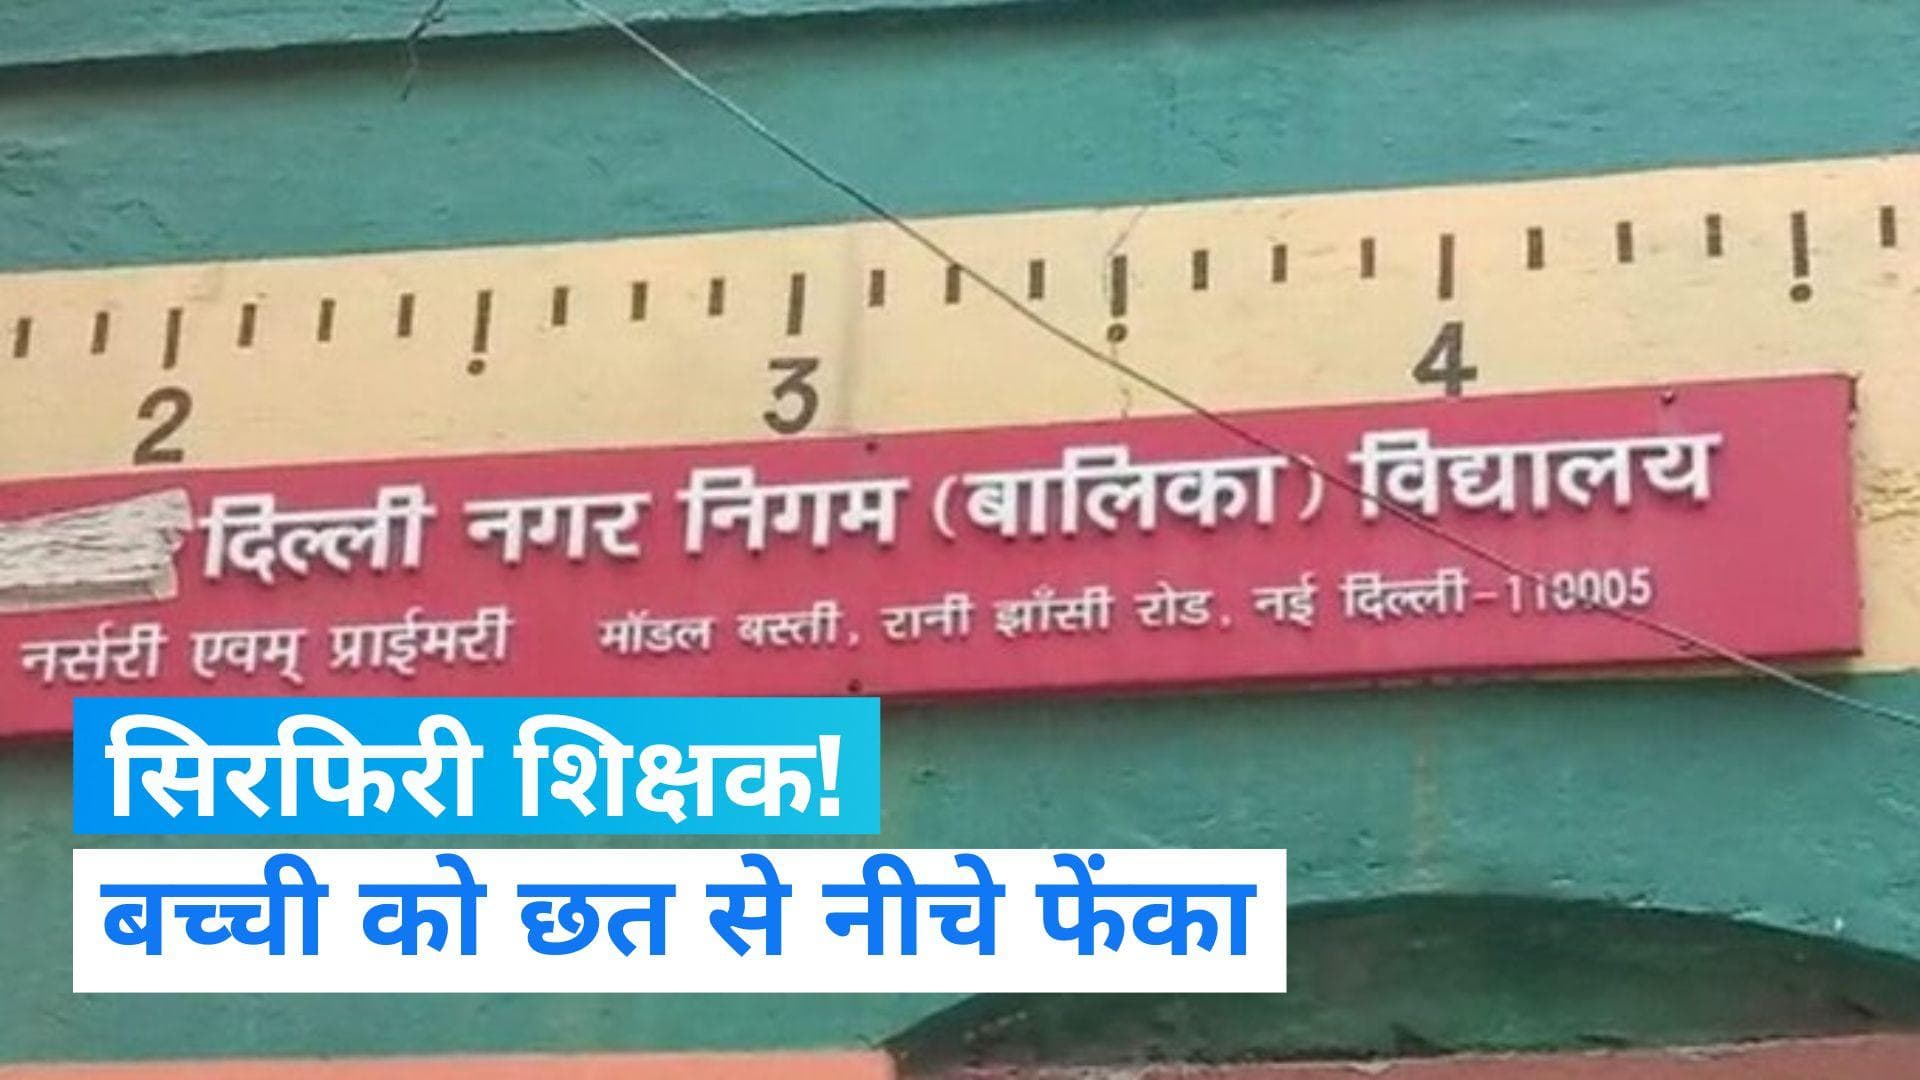 2 3 4
दिल्ली नगर निगम (बालिका) विद्यालय
नर्सरी एवम् प्राईमरी मॉडल बस्ती, रानी झाँसी रोड, नई दिल्ली-110005
सिरफिरी शिक्षक!
बच्ची को छत से नीचे फेंका